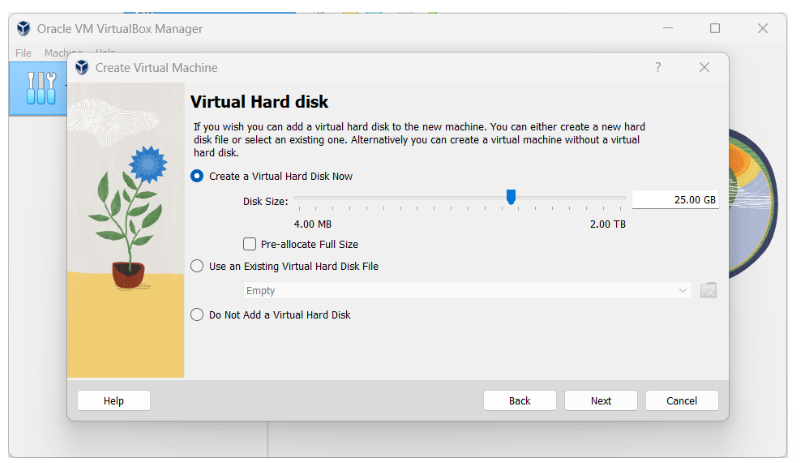 Oracle VM VirtualBox Manager
File Machine Help
Create Virtual Machine
?
Virtual Hard disk
If you wish you can add a virtual hard disk to the new machine. You can either create a new hard
disk file or select an existing one. Alternatively you can create a virtual machine without a virtual
hard disk.
Create a Virtual Hard Disk Now
Disk Size: 25.00 GB
4.00 MB 2.00 TB
Pre-allocate Full Size
Use an Existing Virtual Hard Disk File
Empty
Do Not Add a Virtual Hard Disk
Help Back Next Cancel